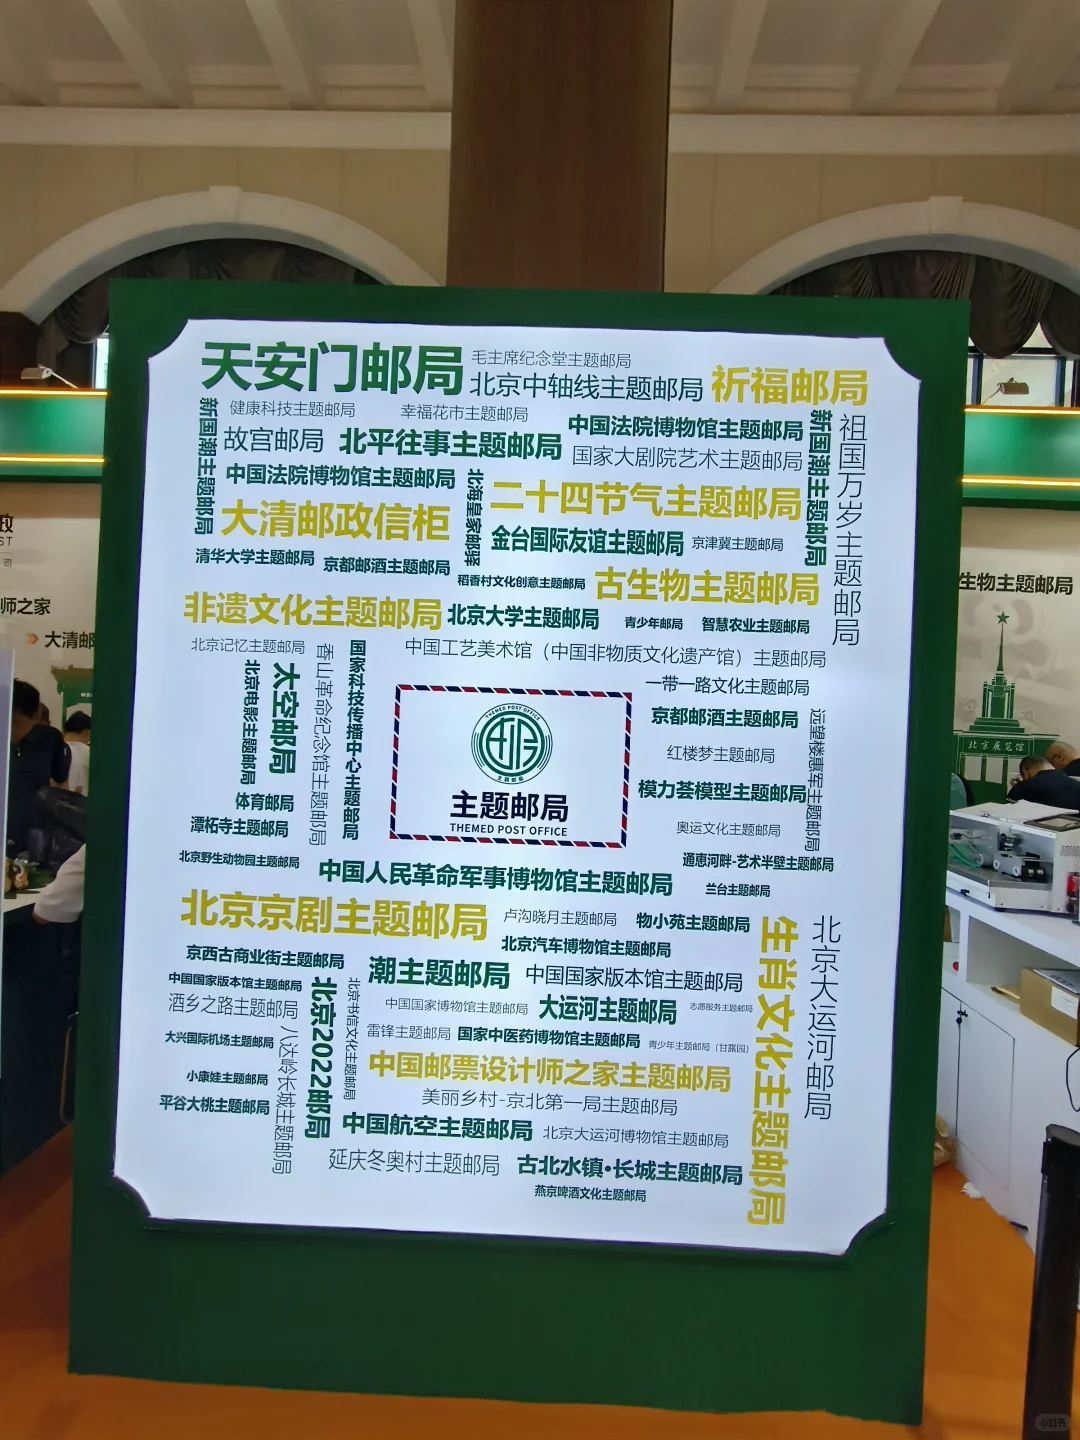 天安门邮局
毛主席纪念堂主题邮局
北京中轴线主题邮局
祈福邮局
健康科技主题邮局
幸福花市主题邮局
新国潮主题邮局
故宫邮局
北平往事主题邮局
中国法院博物馆主题邮局
国家大剧院艺术主题邮局
新国潮主题邮局
祖国万岁主题邮局
中国法院博物馆主题邮局
北海皇家邮驿
二十四节气主题邮局
大清邮政信柜
金台国际友谊主题邮局
京津冀主题邮局
清华大学主题邮局
京都邮酒主题邮局
稻香村文化创意主题邮局
古生物主题邮局
非遗文化主题邮局
北京大学主题邮局
青少年邮局
智慧农业主题邮局
北京记忆主题邮局
香山革命纪念馆主题邮局
国家科技传播中心主题邮局
中国工艺美术馆（中国非物质文化遗产馆）主题邮局
北京电影主题邮局
太空邮局
一带一路文化主题邮局
京都邮酒主题邮局
远望楼惠军主题邮局
红楼梦主题邮局
模力荟模型主题邮局
THEMED POST OFFICE
主题邮局
主题邮局
THEMED POST OFFICE
体育邮局
潭柘寺主题邮局
奥运文化主题邮局
北京野生动物园主题邮局
中国人民革命军事博物馆主题邮局
通惠河畔-艺术半壁主题邮局
兰台主题邮局
北京京剧主题邮局
卢沟晓月主题邮局
物小苑主题邮局
生肖文化主题邮局
北京大运河邮局
北京汽车博物馆主题邮局
京西古商业街主题邮局
潮主题邮局
中国国家版本馆主题邮局
中国国家版本馆主题邮局
北京2022邮局
北京书信文化主题邮局
中国国家博物馆主题邮局
大运河主题邮局
志愿服务主题邮局
酒乡之路主题邮局
八达岭长城主题邮局
雷锋主题邮局
国家中医药博物馆主题邮局
青少年主题邮局（甘露园）
大兴国际机场主题邮局
中国邮票设计师之家主题邮局
小康娃主题邮局
美丽乡村-京北第一局主题邮局
平谷大桃主题邮局
中国航空主题邮局
北京大运河博物馆主题邮局
延庆冬奥村主题邮局
古北水镇·长城主题邮局
燕京啤酒文化主题邮局
政
ST
司
师之家
大清邮
生物主题邮局
北京展览馆
小红书